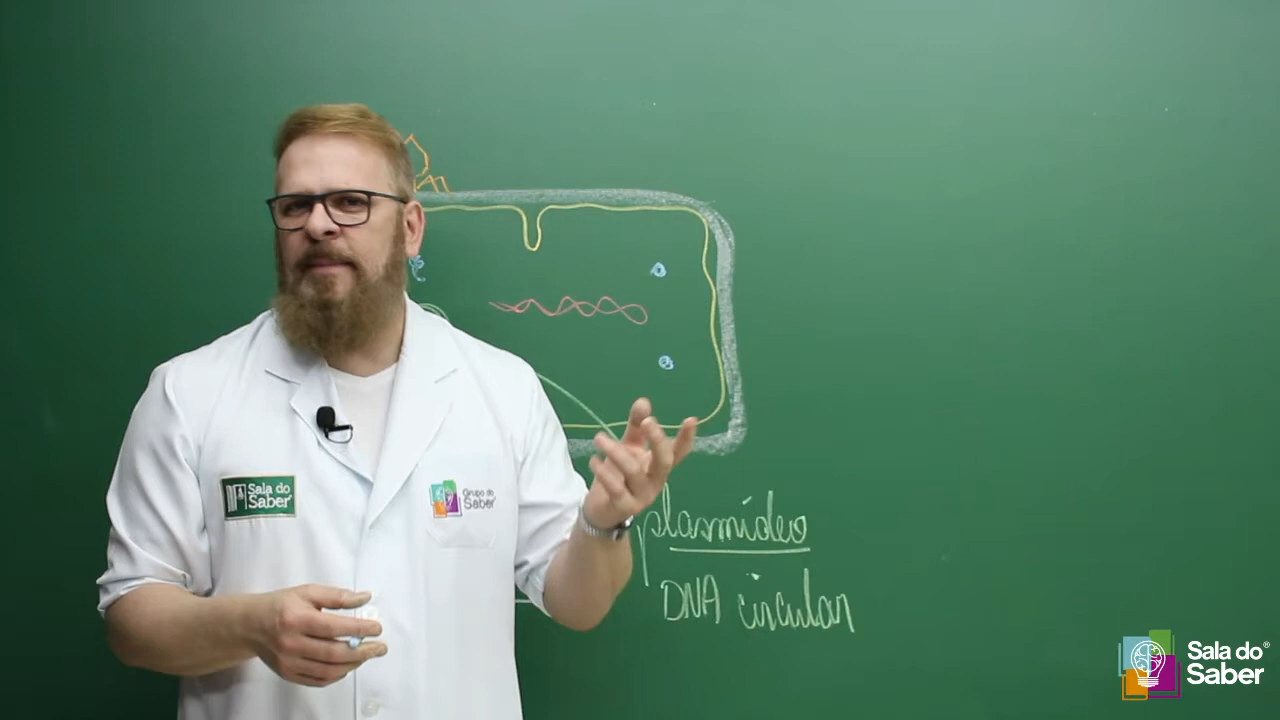 Sala do
Saber
Grupo do
Saber
plasmídeo
DNA circular
Sala do®
Saber